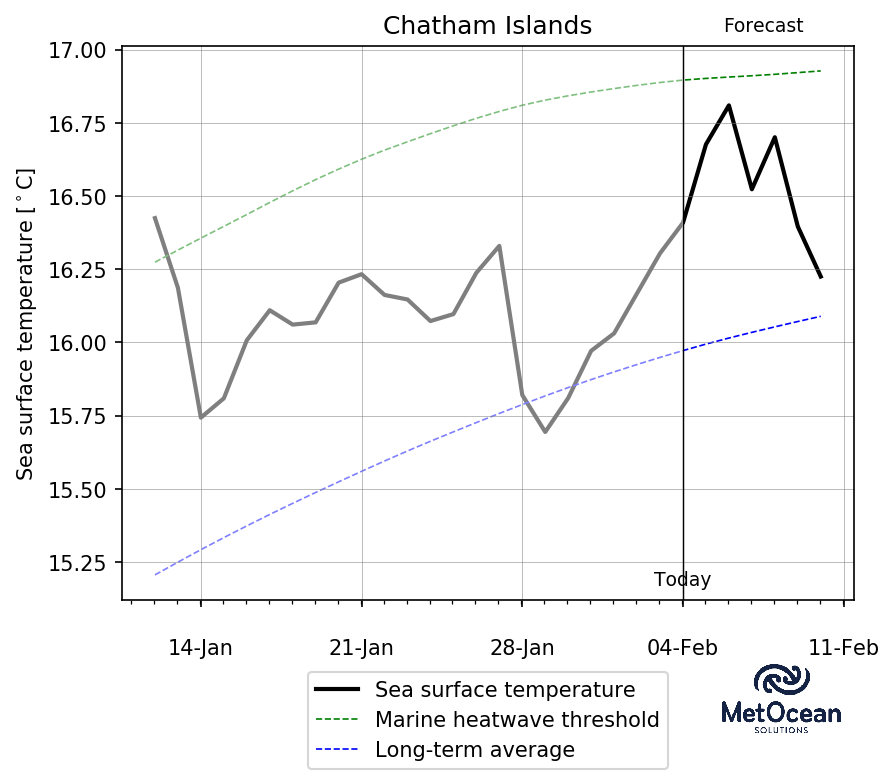 Chatham Islands
Forecast
17.00
16.75
16.50
16.25
16.00
15.75
15.50
15.25
Sea surface temperature [°C]
Today
14-Jan 21-Jan 28-Jan 04-Feb 11-Feb
Sea surface temperature
Marine heatwave threshold
Long-term average
MetOcean
SOLUTIONS